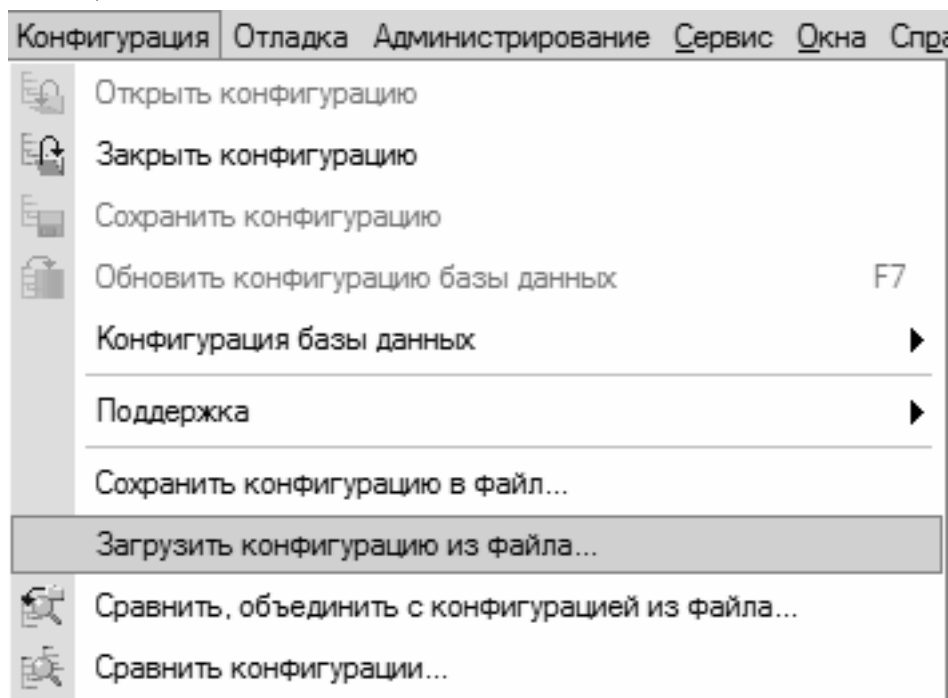 Конфигурация Отладка Администрирование Сервис Окна Спра
Открыть конфигурацию
Закрыть конфигурацию
Сохранить конфигурацию
Обновить конфигурацию базы данных F7
Конфигурация базы данных
Поддержка
Сохранить конфигурацию в файл...
Загрузить конфигурацию из файла...
Сравнить, объединить с конфигурацией из файла...
Сравнить конфигурации...